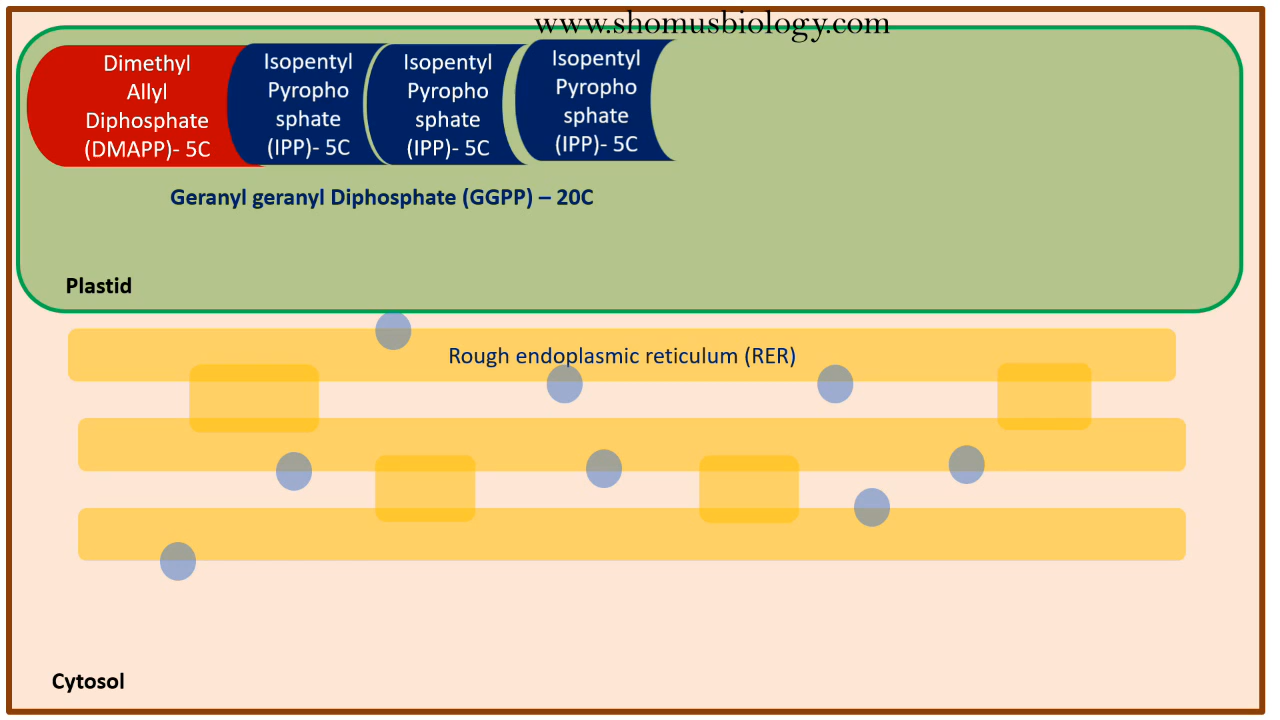 www.shomusbiology.com
Dimethyl
Allyl
Diphosphate
(DMAPP)- 5C
Isopentyl
Pyropho
sphate
(IPP)- 5C
Isopentyl
Pyropho
sphate
(IPP)- 5C
Isopentyl
Pyropho
sphate
(IPP)- 5C
Geranyl geranyl Diphosphate (GGPP) – 20C
Plastid
Rough endoplasmic reticulum (RER)
Cytosol